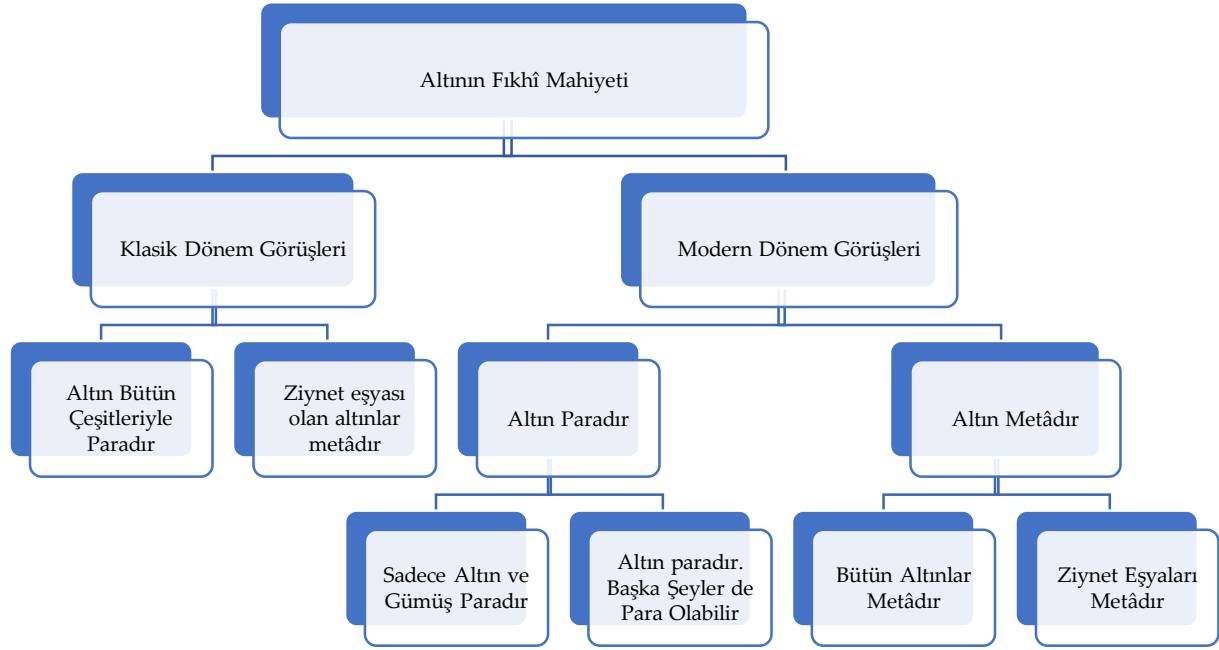 Altının Fıkhî Mahiyeti
Klasik Dönem Görüşleri
Modern Dönem Görüşleri
Altın Bütün
Çeşitleriyle
Paradır
Ziynet eşyası
olan altınlar
metâdır
Altın Paradır
Altın Metâdır
Sadece Altın ve
Gümüş Paradır
Altın paradır.
Başka Şeyler de
Para Olabilir
Bütün Altınlar
Metâdır
Ziynet Eşyaları
Metâdır